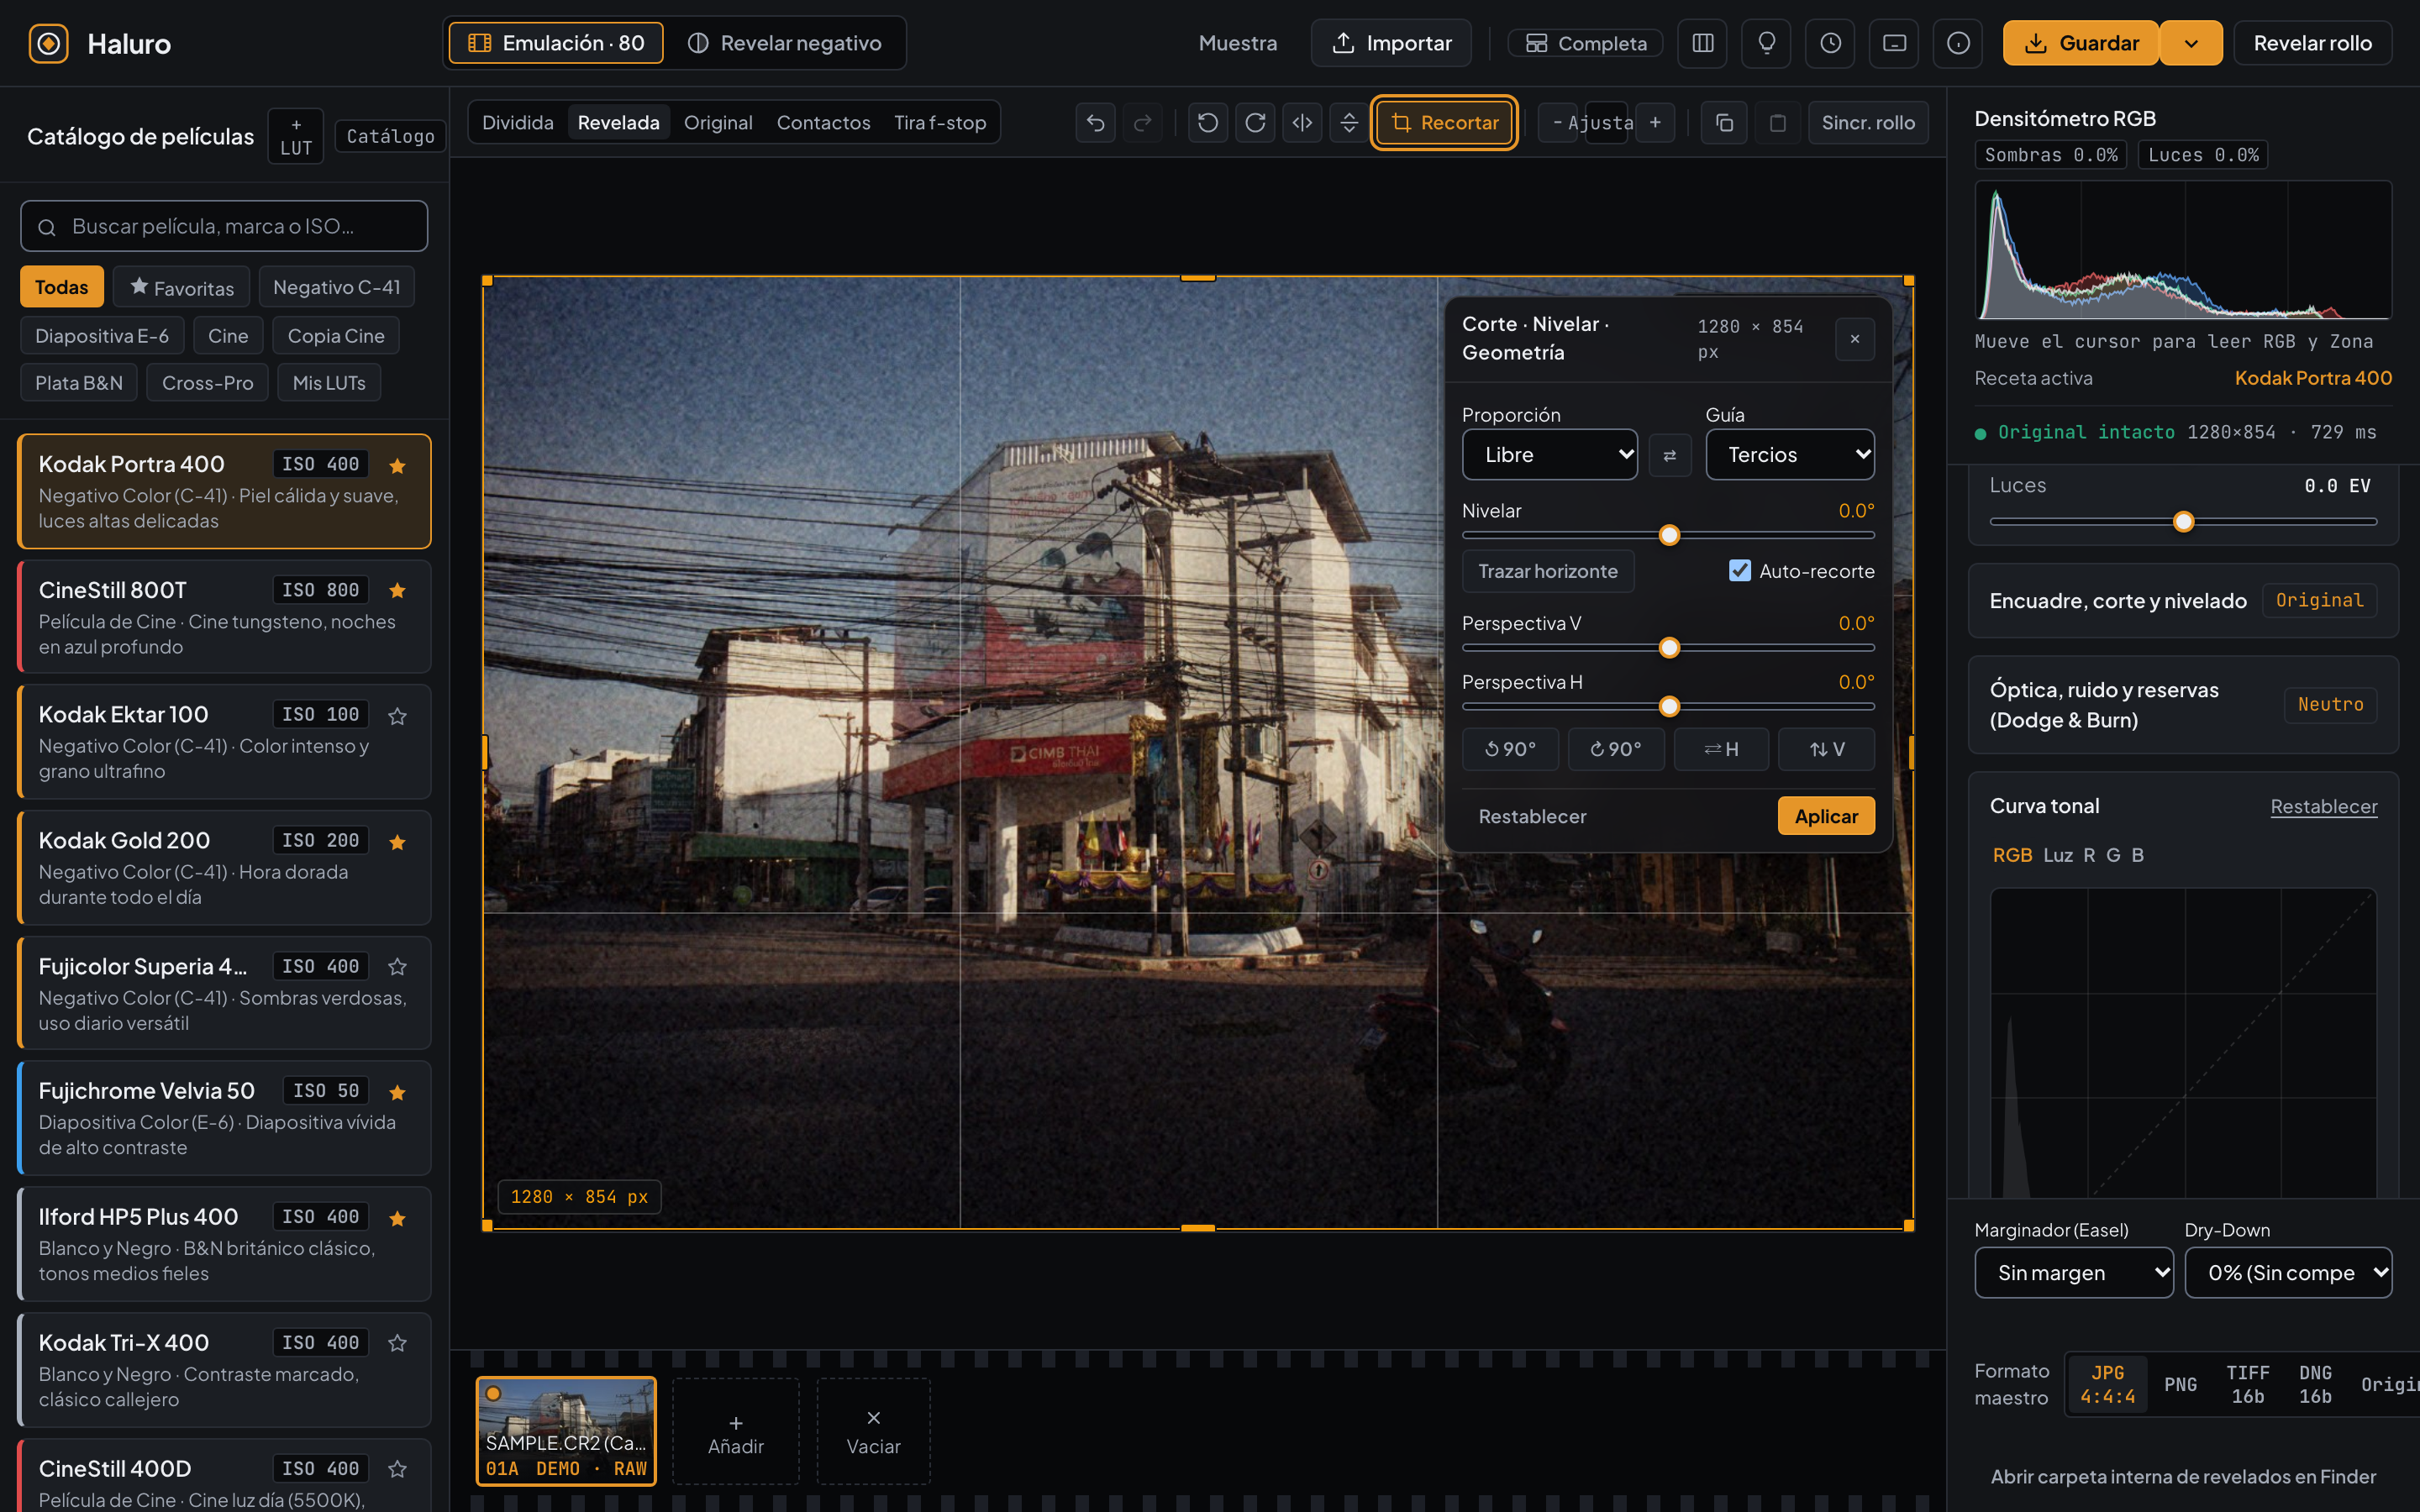 Haluro
Emulación · 80
Revelar negativo
Muestra
Importar
Completa
Guardar
Revelar rollo
Catálogo de películas
+
LUT
Catálogo
Dividida
Revelada
Original
Contactos
Tira f-stop
Recortar
-
Ajusta
+
Sincr. rollo
Buscar película, marca o ISO...
Todas
Favoritas
Negativo C-41
Diapositiva E-6
Cine
Copia Cine
Plata B&N
Cross-Pro
Mis LUTs
Kodak Portra 400
ISO 400
Negativo Color (C-41) · Piel cálida y suave,
luces altas delicadas
CineStill 800T
ISO 800
Película de Cine · Cine tungsteno, noches
en azul profundo
Kodak Ektar 100
ISO 100
Negativo Color (C-41) · Color intenso y
grano ultrafino
Kodak Gold 200
ISO 200
Negativo Color (C-41) · Hora dorada
durante todo el día
Fujicolor Superia 4...
ISO 400
Negativo Color (C-41) · Sombras verdosas,
uso diario versátil
Fujichrome Velvia 50
ISO 50
Diapositiva Color (E-6) · Diapositiva vívida
de alto contraste
Ilford HP5 Plus 400
ISO 400
Blanco y Negro · B&N británico clásico,
tonos medios fieles
Kodak Tri-X 400
ISO 400
Blanco y Negro · Contraste marcado,
clásico callejero
CineStill 400D
ISO 400
Película de Cine · Cine luz día (5500K),
CIMB THAI
1280 × 854 px
Corte · Nivelar ·
Geometría
1280 × 854
px
×
Proporción
Guía
Libre
⇄
Tercios
Nivelar
0.0°
Trazar horizonte
Auto-recorte
Perspectiva V
0.0°
Perspectiva H
0.0°
↺ 90°
↻ 90°
⇄ H
⇅ V
Restablecer
Aplicar
SAMPLE.CR2 (Ca...
01A DEMO · RAW
+
Añadir
×
Vaciar
Densitómetro RGB
Sombras 0.0%
Luces 0.0%
Mueve el cursor para leer RGB y Zona
Receta activa
Kodak Portra 400
Original intacto 1280×854 · 729 ms
Luces
0.0 EV
Encuadre, corte y nivelado
Original
Óptica, ruido y reservas
(Dodge & Burn)
Neutro
Curva tonal
Restablecer
RGB Luz R G B
Marginador (Easel)
Dry-Down
Sin margen
0% (Sin compe
Formato
maestro
JPG
4:4:4
PNG
TIFF
16b
DNG
16b
Origin
Abrir carpeta interna de revelados en Finder